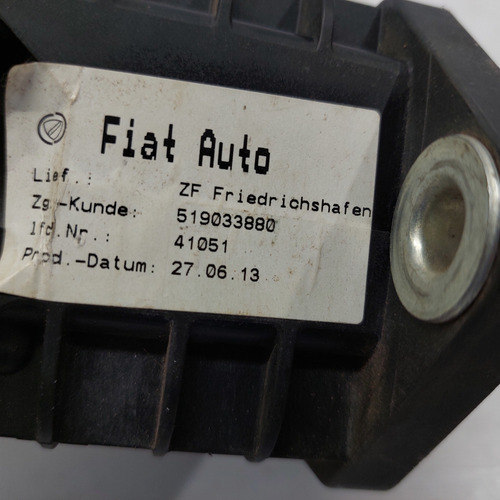 Fiat Auto
Lief.: ZF Friedrichshafen
Zg.-Kunde: 519033880
lfd.Nr.: 41051
Prod.-Datum: 27.06.13